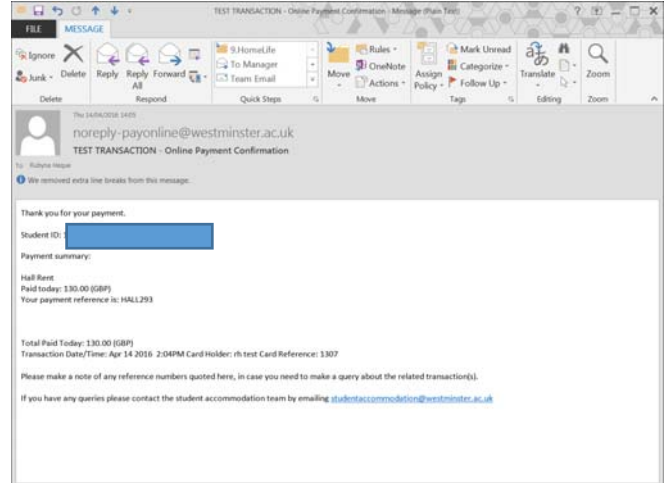 TEST TRANSACTION - Online Payment Confirmation - Message (Plain Text)
FILE MESSAGE
Ignore
Junk
Delete
Reply Reply All Forward
9.HomeLife
To Manager
Team Email
Move
Rules
OneNote
Actions
Assign Policy
Mark Unread
Categorize
Follow Up
Translate
Zoom
Delete Respond Quick Steps Move Tags Editing Zoom
Thu 14/04/2016 14:05
noreply-payonline@westminster.ac.uk
TEST TRANSACTION - Online Payment Confirmation
To
We removed extra line breaks from this message.
Thank you for your payment.
Student ID:
Payment summary:
Hall Rent
Paid today: 130.00 (GBP)
Your payment reference is: HALL293
Total Paid Today: 130.00 (GBP)
Transaction Date/Time: Apr 14 2016 2:04PM Card Holder: rh test Card Reference: 1307
Please make a note of any reference numbers quoted here, in case you need to make a query about the related transaction(s).
If you have any queries please contact the student accommodation team by emailing studentaccommodation@westminster.ac.uk